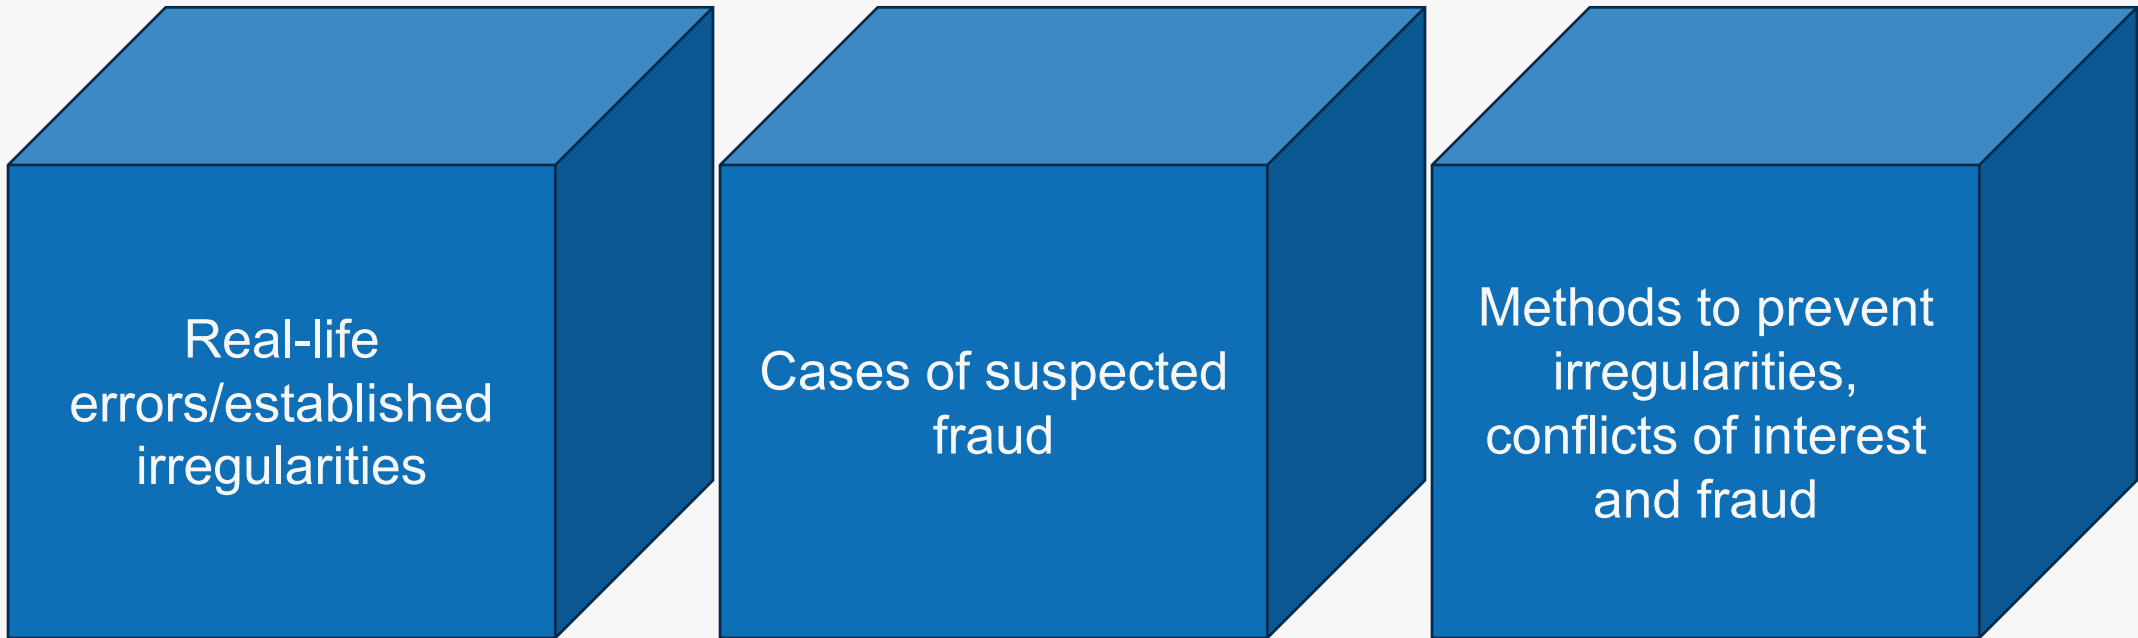 Real-life
errors/established
irregularities
Cases of suspected
fraud
Methods to prevent
irregularities,
conflicts of interest
and fraud